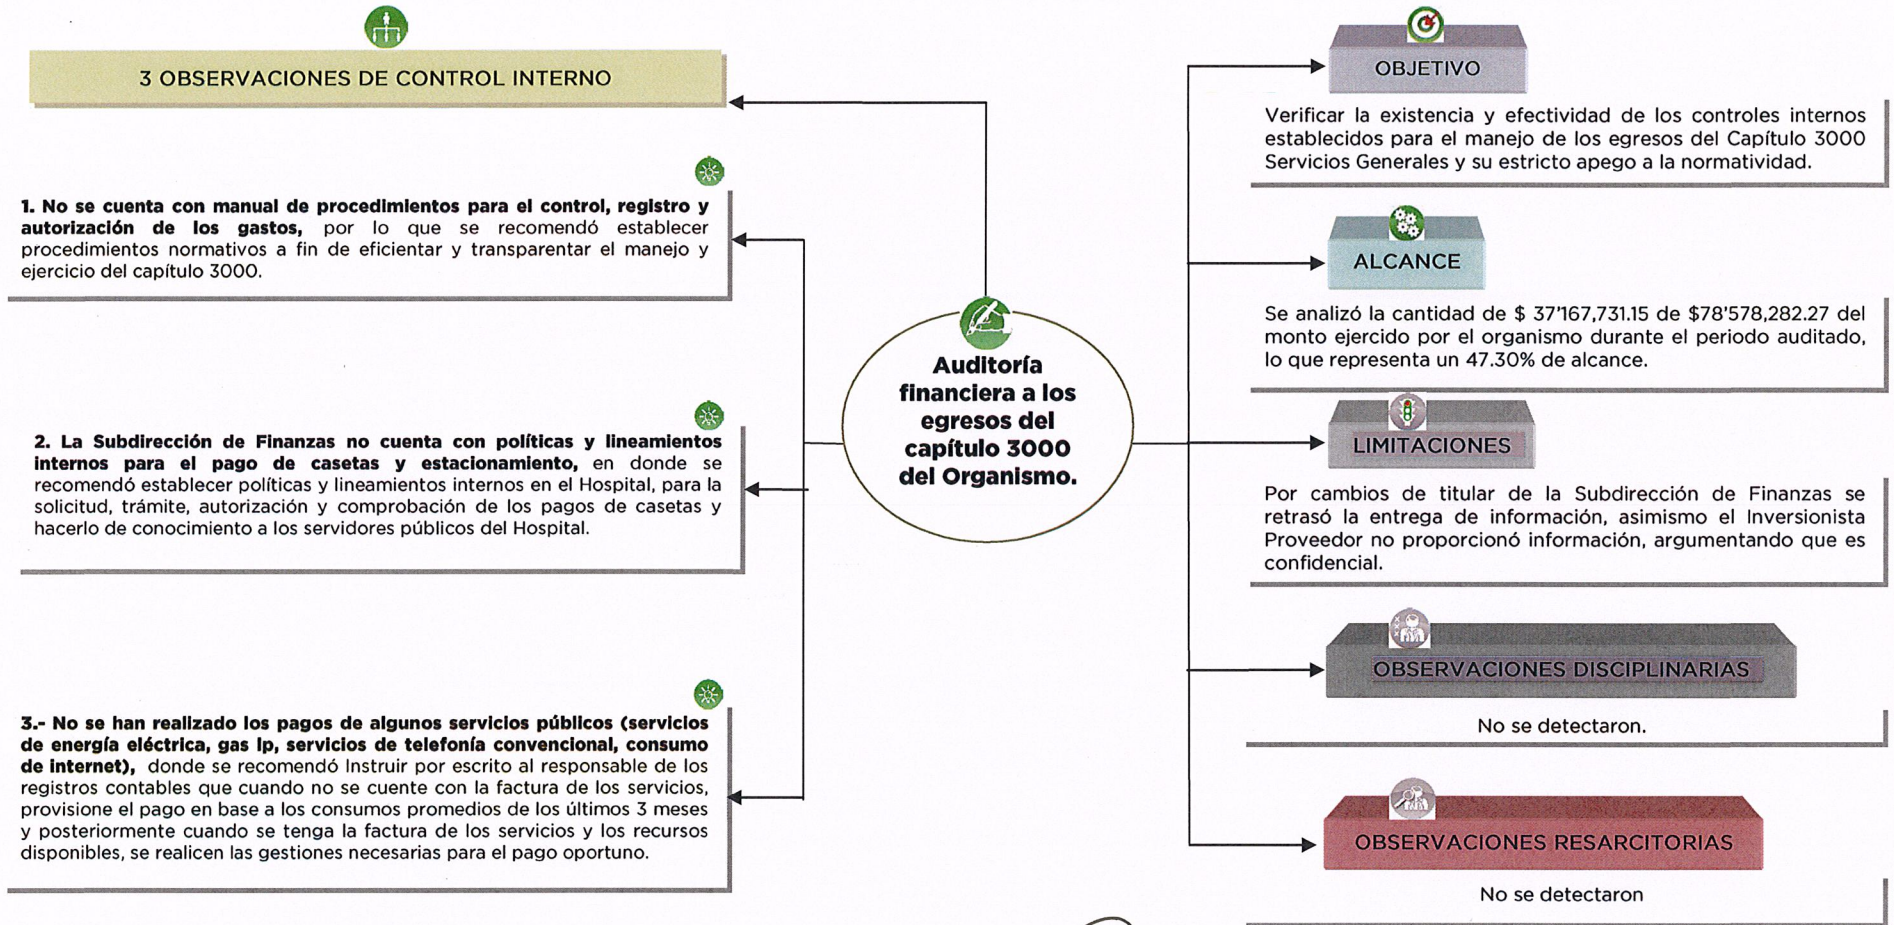 3 OBSERVACIONES DE CONTROL INTERNO
1. No se cuenta con manual de procedimientos para el control, registro y
autorización de los gastos, por lo que se recomendó establecer
procedimientos normativos a fin de eficientar y transparentar el manejo y
ejercicio del capítulo 3000.
2. La Subdirección de Finanzas no cuenta con políticas y lineamientos
internos para el pago de casetas y estacionamiento, en donde se
recomendó establecer políticas y lineamientos internos en el Hospital, para la
solicitud, trámite, autorización y comprobación de los pagos de casetas y
hacerlo de conocimiento a los servidores públicos del Hospital.
3.- No se han realizado los pagos de algunos servicios públicos (servicios
de energía eléctrica, gas lp, servicios de telefonía convencional, consumo
de internet), donde se recomendó Instruir por escrito al responsable de los
registros contables que cuando no se cuente con la factura de los servicios,
provisione el pago en base a los consumos promedios de los últimos 3 meses
y posteriormente cuando se tenga la factura de los servicios y los recursos
disponibles, se realicen las gestiones necesarias para el pago oportuno.
Auditoría
financiera a los
egresos del
capítulo 3000
del Organismo.
OBJETIVO
Verificar la existencia y efectividad de los controles internos
establecidos para el manejo de los egresos del Capítulo 3000
Servicios Generales y su estricto apego a la normatividad.
ALCANCE
Se analizó la cantidad de $ 37'167,731.15 de $78'578,282.27 del
monto ejercido por el organismo durante el periodo auditado,
lo que representa un 47.30% de alcance.
LIMITACIONES
Por cambios de titular de la Subdirección de Finanzas se
retrasó la entrega de información, asimismo el Inversionista
Proveedor no proporcionó información, argumentando que es
confidencial.
OBSERVACIONES DISCIPLINARIAS
No se detectaron.
OBSERVACIONES RESARCITORIAS
No se detectaron